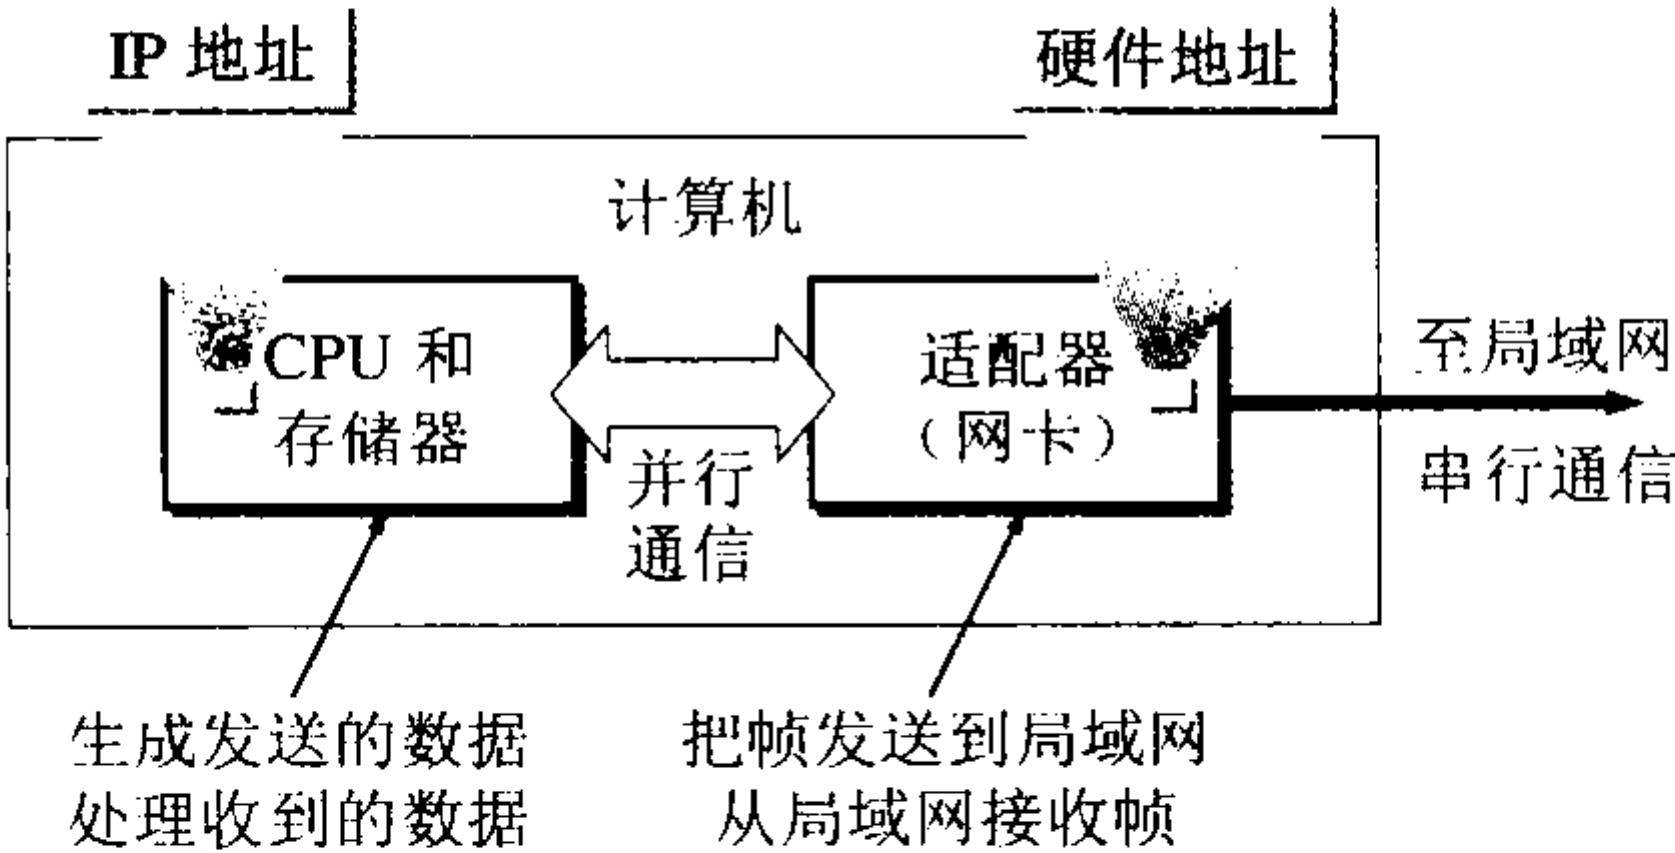 IP 地址
硬件地址
计算机
CPU 和
存储器
适配器
（网卡）
并行
通信
至局域网
串行通信
生成发送的数据
处理收到的数据
把帧发送到局域网
从局域网接收帧